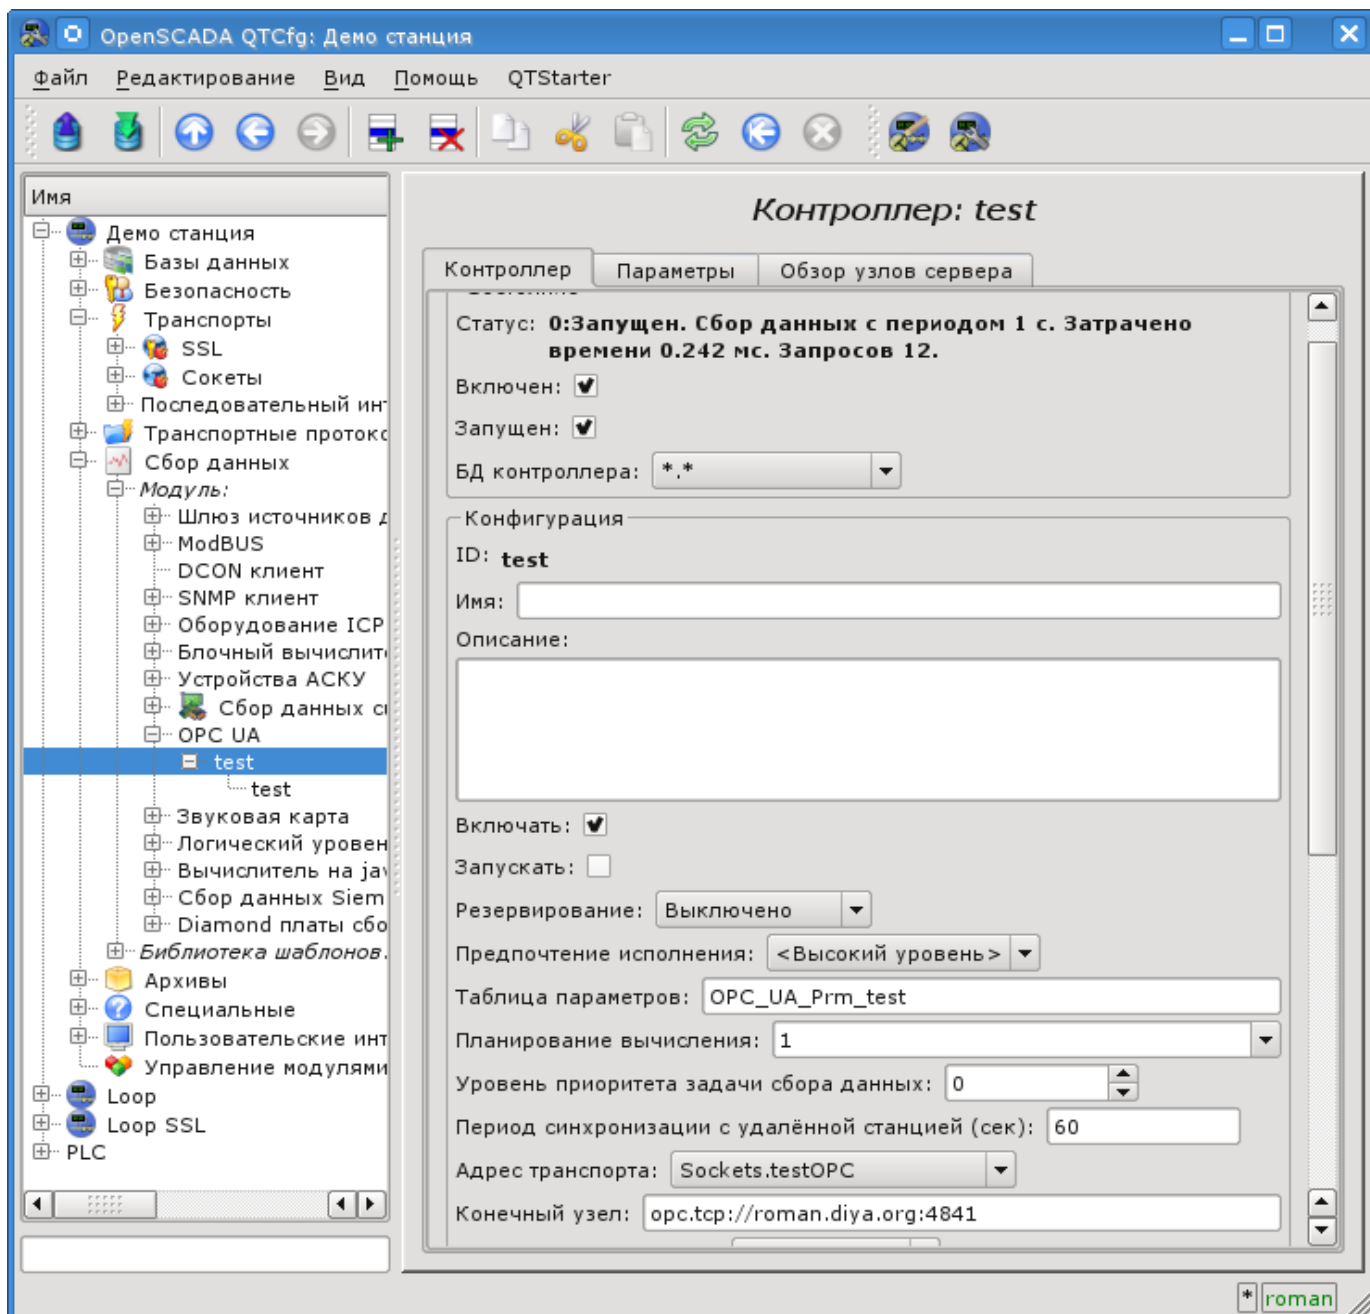 OpenSCADA QTCfg: Демо станция
Файл Редактирование Вид Помощь QTStarter
Имя
Демо станция
Базы данных
Безопасность
Транспорты
SSL
Сокеты
Последовательный инт
Транспортные протоко
Сбор данных
Модуль:
Шлюз источников д
ModBUS
DCON клиент
SNMP клиент
Оборудование ICP
Блочный вычислит
Устройства АСКУ
Сбор данных си
OPC UA
test
test
Звуковая карта
Логический уровен
Вычислитель на jav
Сбор данных Siem
Diamond платы сбо
Библиотека шаблонов.
Архивы
Специальные
Пользовательские инт
Управление модулями
Loop
Loop SSL
PLC
Контроллер: test
Контроллер Параметры Обзор узлов сервера
Статус: 0:Запущен. Сбор данных с периодом 1 с. Затрачено
времени 0.242 мс. Запросов 12.
Включен:
Запущен:
БД контроллера: *.*
Конфигурация
ID: test
Имя:
Описание:
Включать:
Запускать:
Резервирование: Выключено
Предпочтение исполнения: <Высокий уровень>
Таблица параметров: OPC_UA_Prm_test
Планирование вычисления: 1
Уровень приоритета задачи сбора данных: 0
Период синхронизации с удалённой станцией (сек): 60
Адрес транспорта: Sockets.testOPC
Конечный узел: opc.tcp://roman.diya.org:4841
* roman